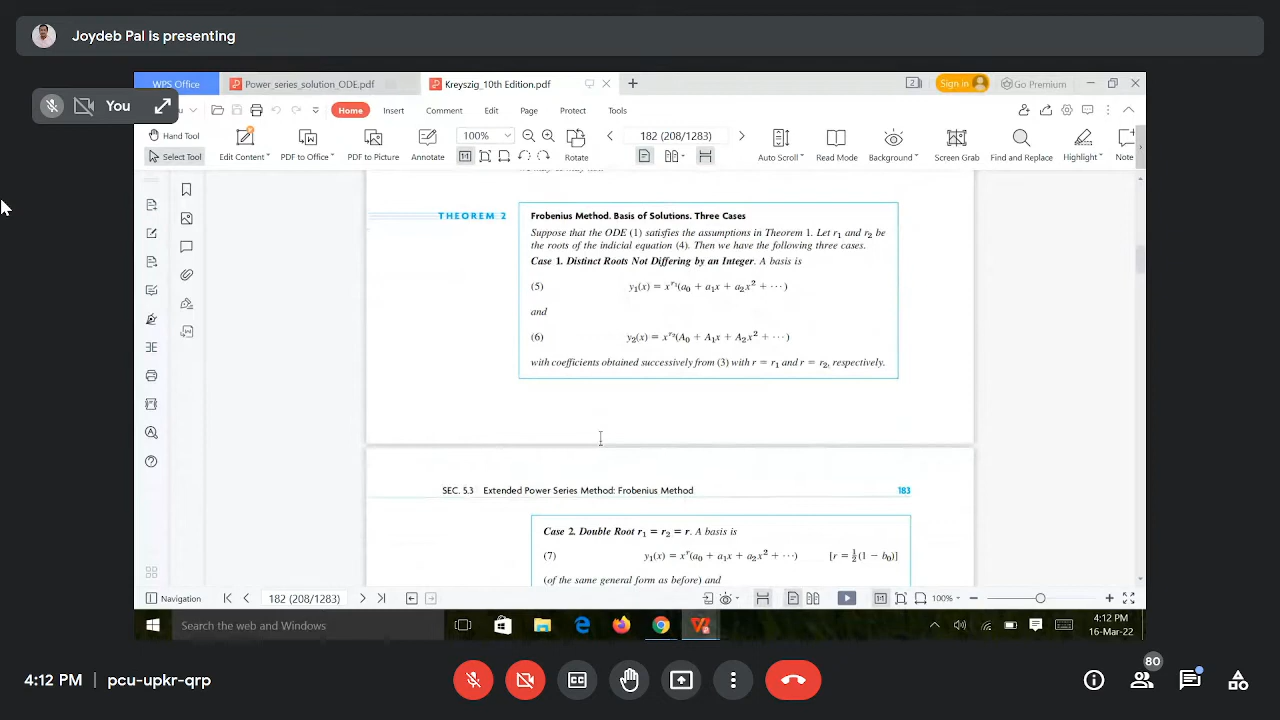 Joydeb Pal is presenting
WPS Office
Power_series_solution_ODE.pdf
Kreyszig_10th Edition.pdf
Sign in
Go Premium
You
Home
Insert
Comment
Edit
Page
Protect
Tools
Hand Tool
Select Tool
Edit Content
PDF to Office
PDF to Picture
Annotate
100%
Rotate
182 (208/1283)
Auto Scroll
Read Mode
Background
Screen Grab
Find and Replace
Highlight
Note
THEOREM 2
Frobenius Method. Basis of Solutions. Three Cases
Suppose that the ODE (1) satisfies the assumptions in Theorem 1. Let r₁ and r₂ be
the roots of the indicial equation (4). Then we have the following three cases.
Case 1. Distinct Roots Not Differing by an Integer. A basis is
(5) y₁(x) = x^{r₁}(a₀ + a₁x + a₂x² + ···)
and
(6) y₂(x) = x^{r₂}(A₀ + A₁x + A₂x² + ···)
with coefficients obtained successively from (3) with r = r₁ and r = r₂, respectively.
SEC. 5.3 Extended Power Series Method: Frobenius Method 183
Case 2. Double Root r₁ = r₂ = r. A basis is
(7) y₁(x) = x^r(a₀ + a₁x + a₂x² + ···) [r = ½(1 − b₀)]
(of the same general form as before) and
Navigation
182 (208/1283)
100%
Search the web and Windows
4:12 PM
16-Mar-22
4:12 PM | pcu-upkr-qrp
80